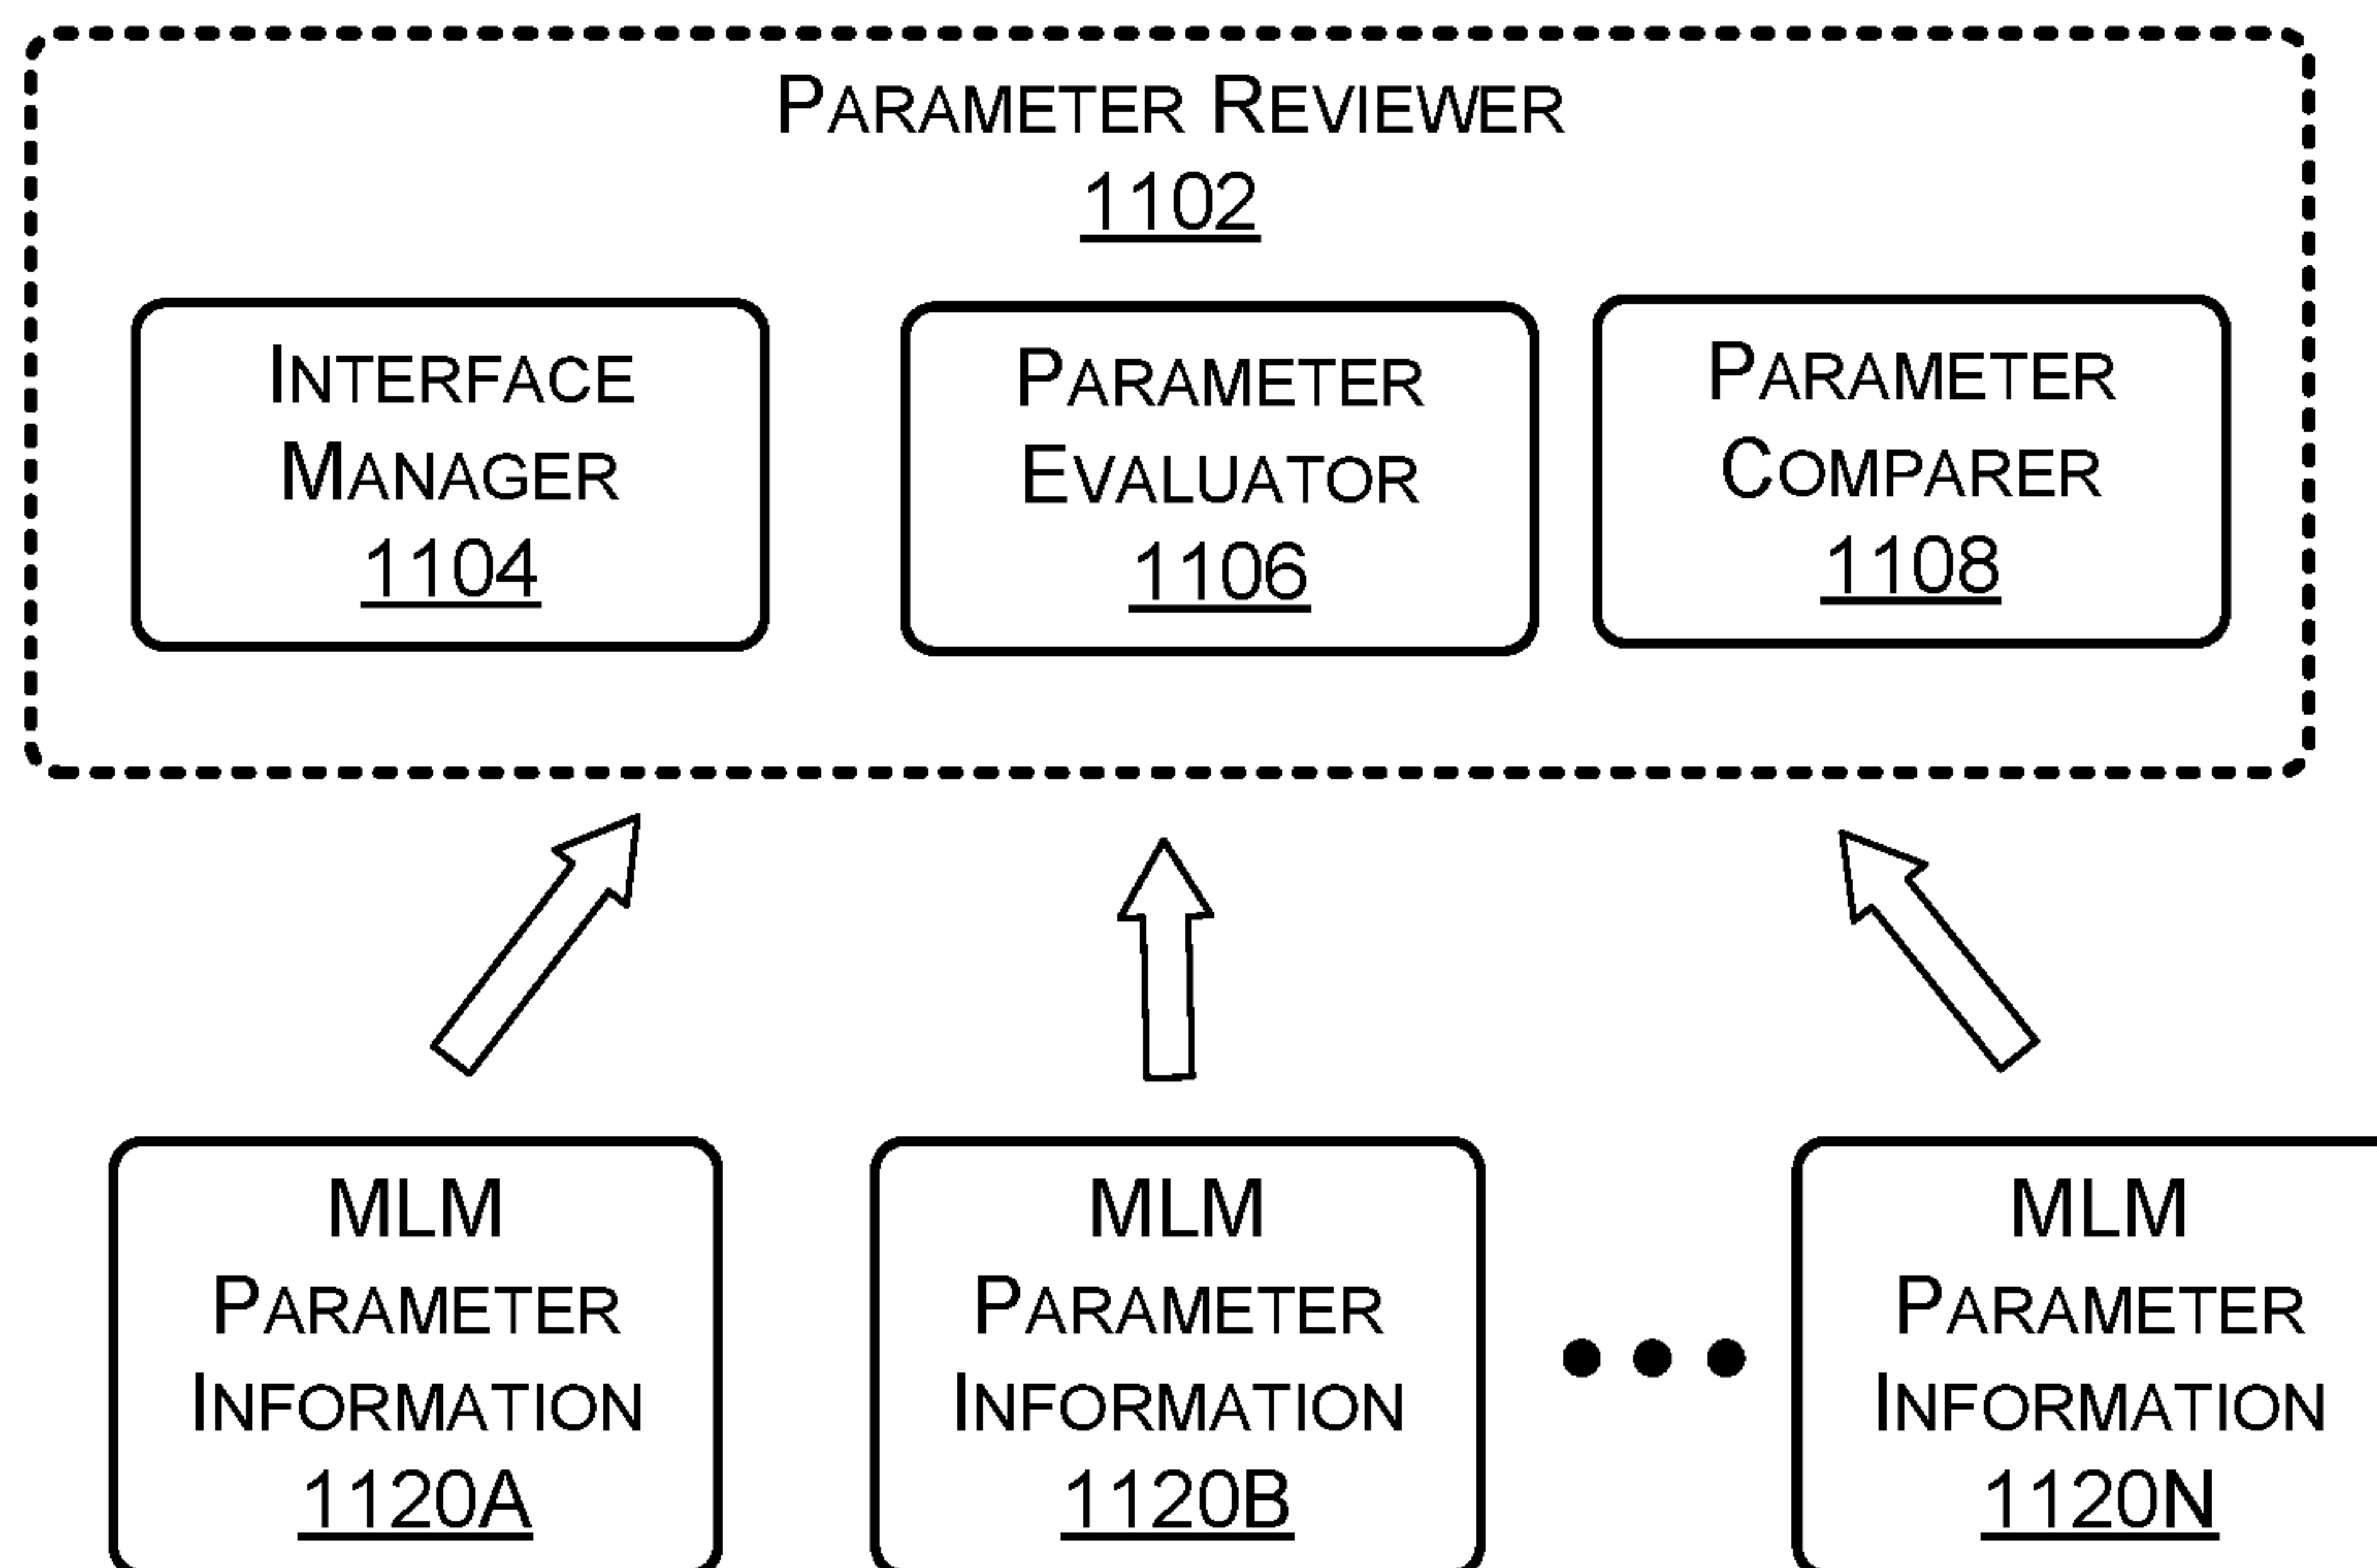 PARAMETER REVIEWER
1102
INTERFACE
MANAGER
1104
PARAMETER
EVALUATOR
1106
PARAMETER
COMPARER
1108
MLM
PARAMETER
INFORMATION
1120A
MLM
PARAMETER
INFORMATION
1120B
MLM
PARAMETER
INFORMATION
1120N